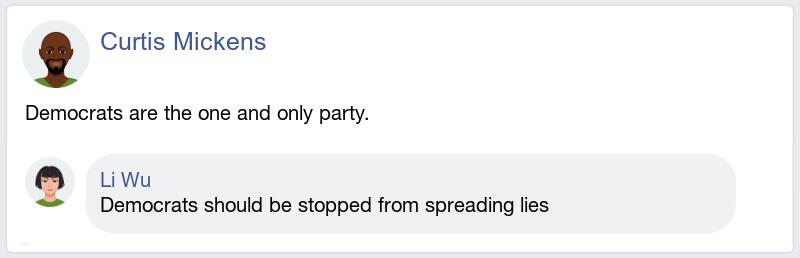 Curtis Mickens
Democrats are the one and only party.
Li Wu
Democrats should be stopped from spreading lies